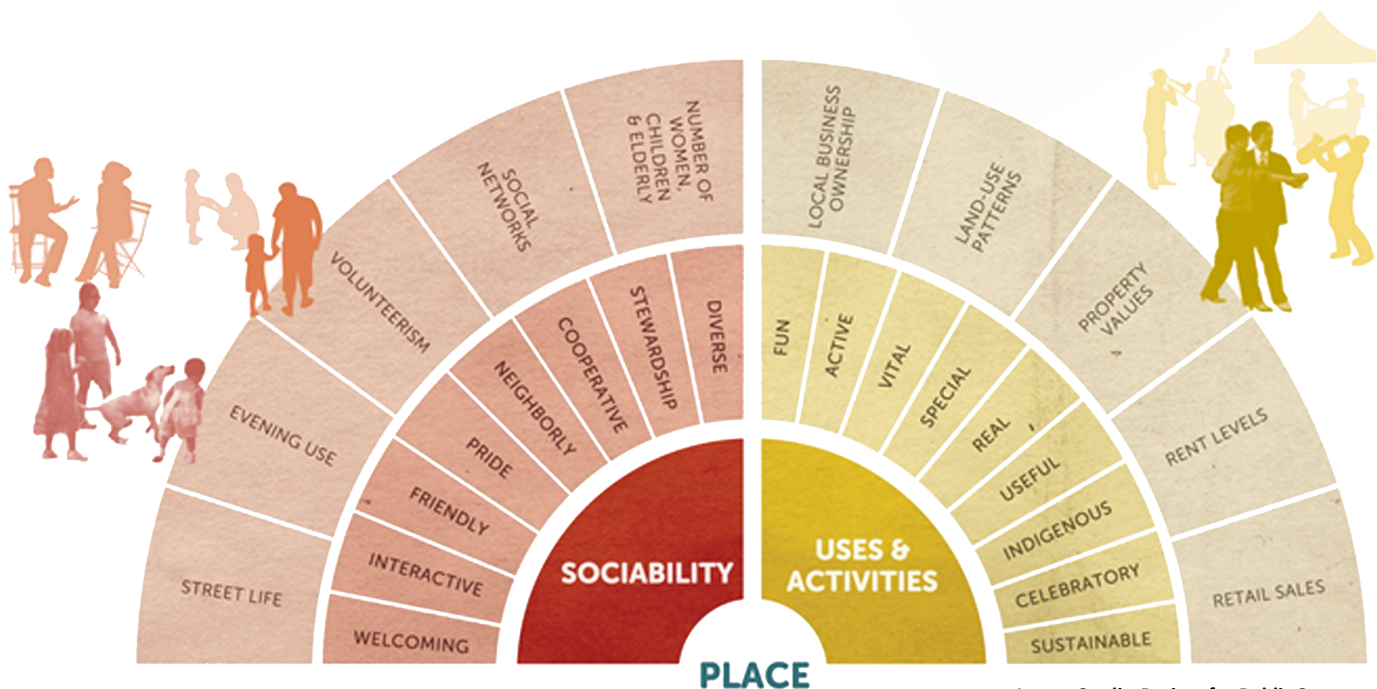 NUMBER OF
WOMEN,
CHILDREN
& ELDERLY
SOCIAL
NETWORKS
VOLUNTEERISM
EVENING USE
STREET LIFE
DIVERSE
STEWARDSHIP
COOPERATIVE
NEIGHBORLY
PRIDE
FRIENDLY
INTERACTIVE
WELCOMING
SOCIABILITY
LOCAL BUSINESS
OWNERSHIP
LAND-USE
PATTERNS
PROPERTY
VALUES
RENT LEVELS
RETAIL SALES
FUN
ACTIVE
VITAL
SPECIAL
REAL
USEFUL
INDIGENOUS
CELEBRATORY
SUSTAINABLE
USES &
ACTIVITIES
PLACE